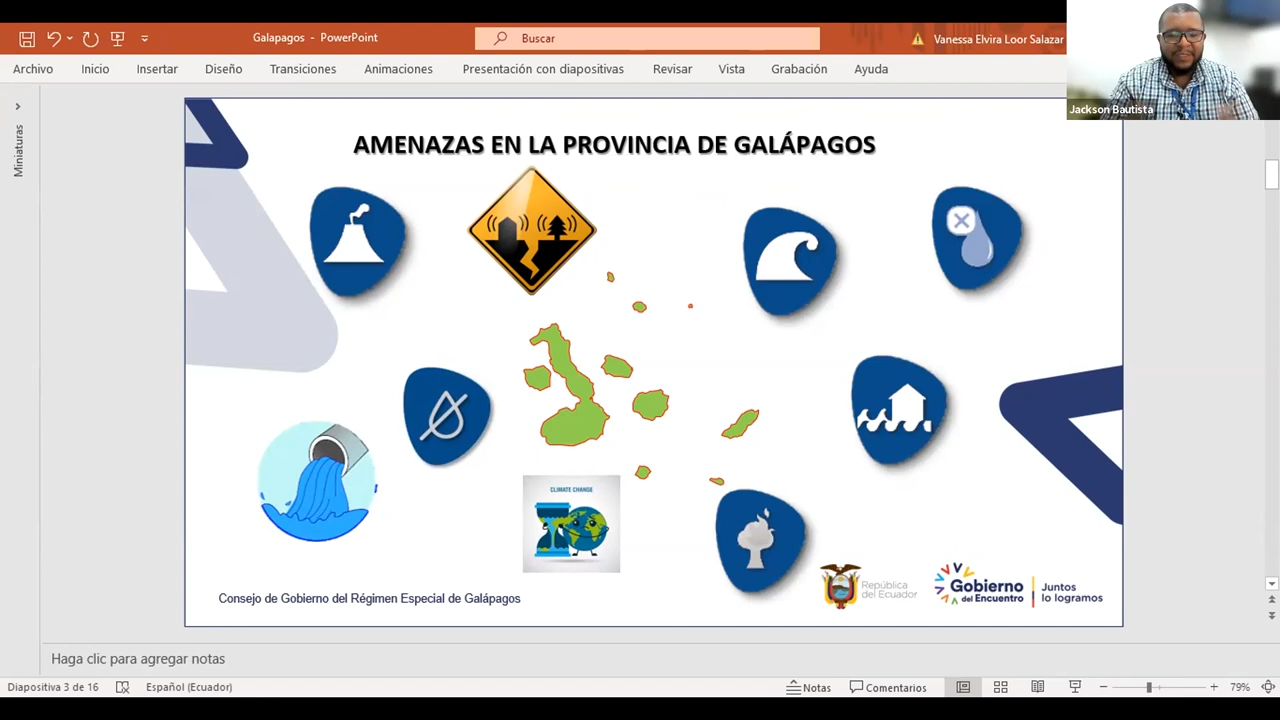 Galapagos - PowerPoint
Buscar
Vanessa Elvira Loor Salazar
Archivo
Inicio
Insertar
Diseño
Transiciones
Animaciones
Presentación con diapositivas
Revisar
Vista
Grabación
Ayuda
Jackson Bautista
Miniaturas
AMENAZAS EN LA PROVINCIA DE GALÁPAGOS
CLIMATE CHANGE
Consejo de Gobierno del Régimen Especial de Galápagos
República
del Ecuador
Gobierno
del Encuentro
Juntos
lo logramos
Haga clic para agregar notas
Diapositiva 3 de 16
Español (Ecuador)
Notas
Comentarios
79%